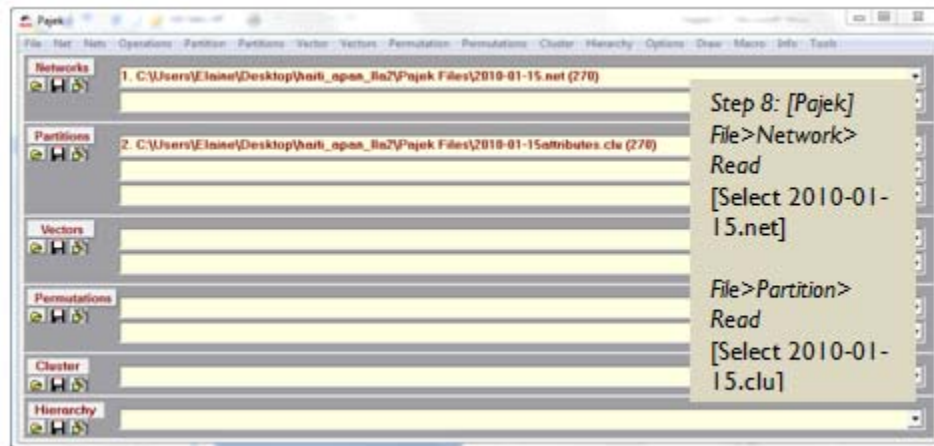 Pajek
File Net Nets Operations Partition Partitions Vector Vectors Permutation Permutations Cluster Hierarchy Options Draw Macro Info Tools
Networks
1. C:\Users\Elaine\Desktop\haiti_apan_lla2\Pajek Files\2010-01-15.net (270)
Partitions
2. C:\Users\Elaine\Desktop\haiti_apan_lla2\Pajek Files\2010-01-15attributes.clu (270)
Vectors
Permutations
Cluster
Hierarchy
Step 8: [Pajek]
File>Network>
Read
[Select 2010-01-
15.net]
File>Partition>
Read
[Select 2010-01-
15.clu]